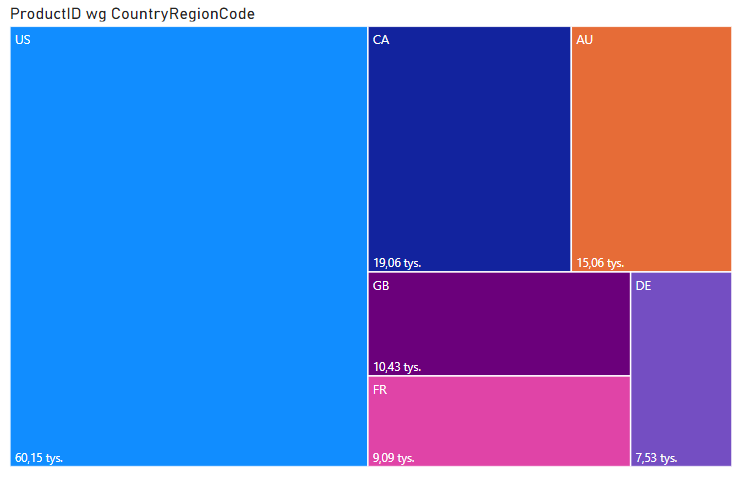 ProductID wg CountryRegionCode
US
60,15 tys.
CA
19,06 tys.
AU
15,06 tys.
GB
10,43 tys.
FR
9,09 tys.
DE
7,53 tys.